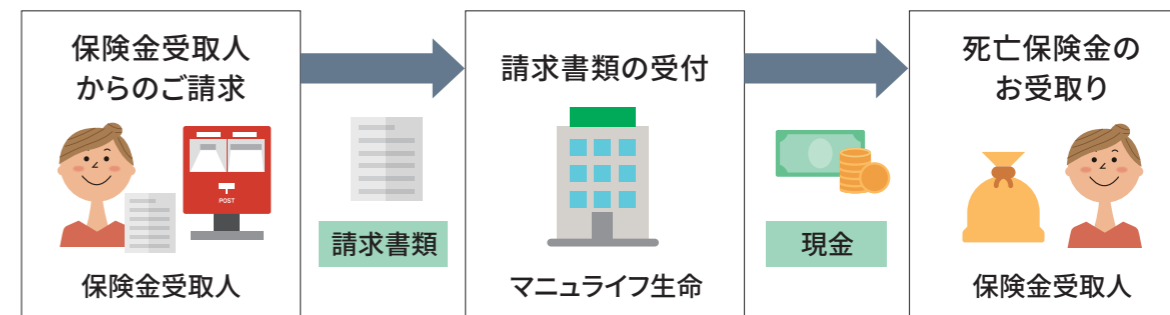 保険金受取人
からのご請求
POST
保険金受取人
請求書類
請求書類の受付
マニュライフ生命
現金
死亡保険金の
お受取り
保険金受取人